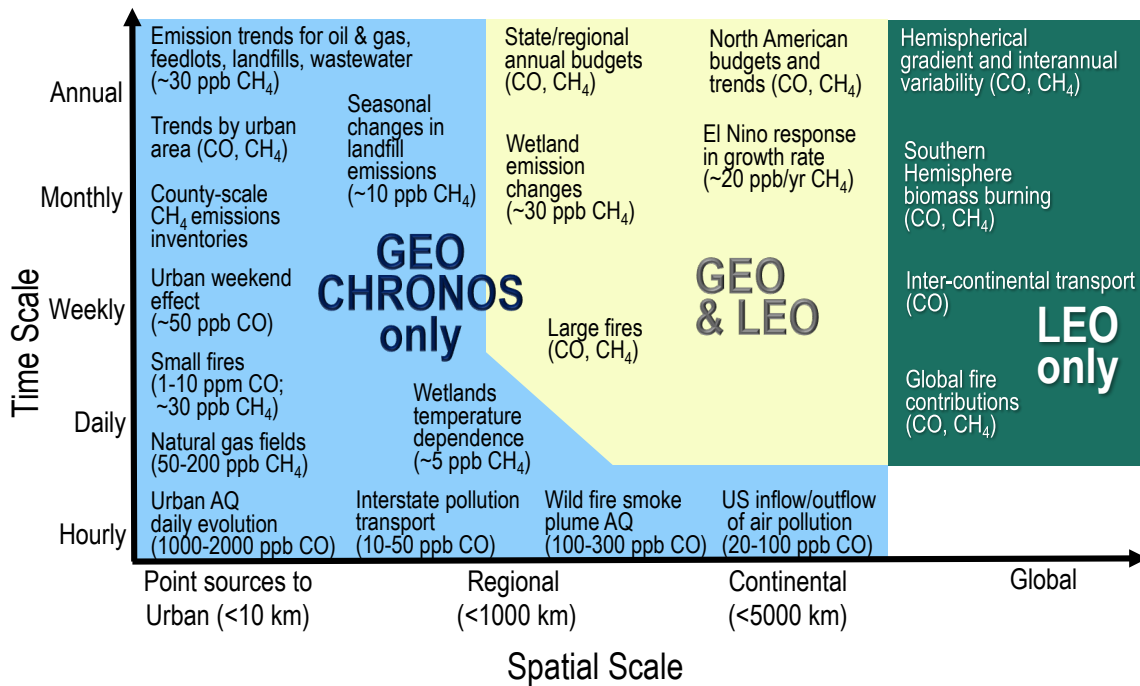 Emission trends for oil & gas,
feedlots, landfills, wastewater
(~30 ppb CH₄)
State/regional
annual budgets
(CO, CH₄)
North American
budgets and
trends (CO, CH₄)
Hemispherical
gradient and interannual
variability (CO, CH₄)
Annual
Trends by urban
area (CO, CH₄)
Seasonal
changes in
landfill
emissions
(~10 ppb CH₄)
Wetland
emission
changes
(~30 ppb CH₄)
El Nino response
in growth rate
(~20 ppb/yr CH₄)
Southern
Hemisphere
biomass burning
(CO, CH₄)
Monthly
County-scale
CH₄ emissions
inventories
GEO
CHRONOS
only
GEO
& LEO
Weekly
Urban weekend
effect
(~50 ppb CO)
Large fires
(CO, CH₄)
Inter-continental transport
(CO)
LEO
only
Small fires
(1-10 ppm CO;
~30 ppb CH₄)
Wetlands
temperature
dependence
(~5 ppb CH₄)
Global fire
contributions
(CO, CH₄)
Daily
Natural gas fields
(50-200 ppb CH₄)
Hourly
Urban AQ
daily evolution
(1000-2000 ppb CO)
Interstate pollution
transport
(10-50 ppb CO)
Wild fire smoke
plume AQ
(100-300 ppb CO)
US inflow/outflow
of air pollution
(20-100 ppb CO)
Time Scale
Point sources to
Urban (<10 km)
Regional
(<1000 km)
Continental
(<5000 km)
Global
Spatial Scale